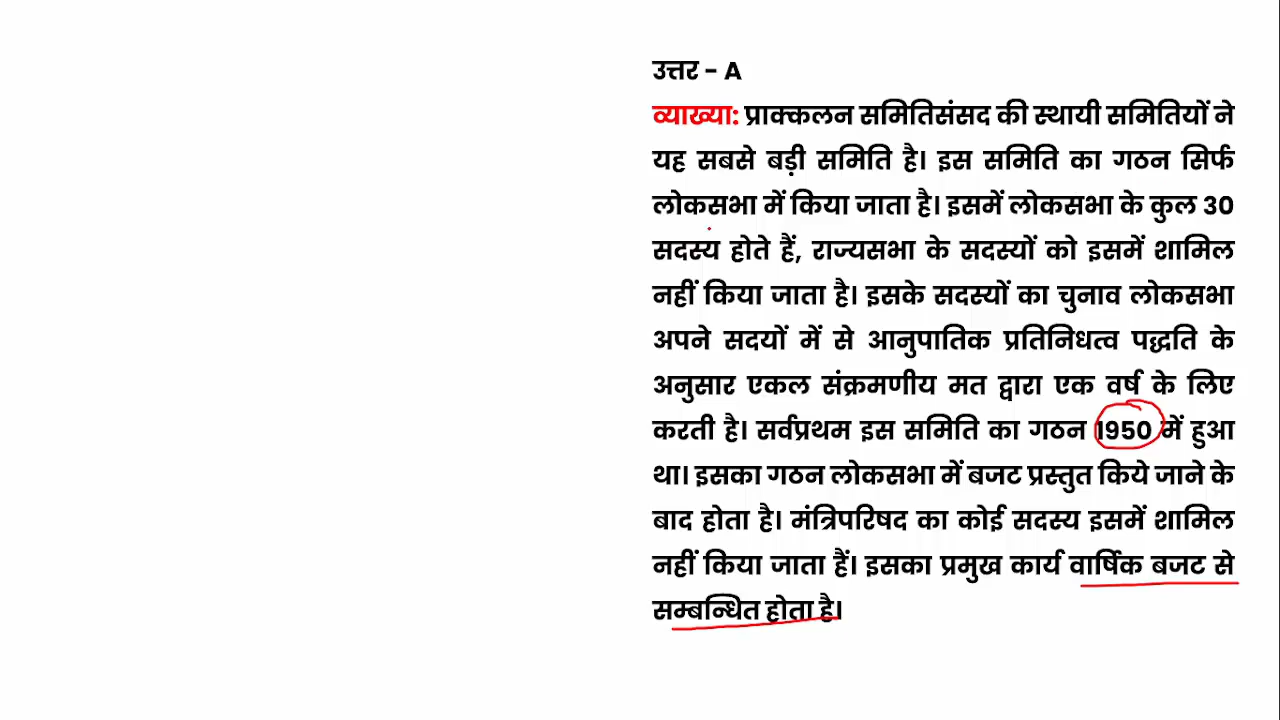 उत्तर – A
व्याख्या: प्राक्कलन समितिसंसद की स्थायी समितियों ने
यह सबसे बड़ी समिति है। इस समिति का गठन सिर्फ
लोकसभा में किया जाता है। इसमें लोकसभा के कुल 30
सदस्य होते हैं, राज्यसभा के सदस्यों को इसमें शामिल
नहीं किया जाता है। इसके सदस्यों का चुनाव लोकसभा
अपने सदयों में से आनुपातिक प्रतिनिधत्व पद्धति के
अनुसार एकल संक्रमणीय मत द्वारा एक वर्ष के लिए
करती है। सर्वप्रथम इस समिति का गठन 1950 में हुआ
था। इसका गठन लोकसभा में बजट प्रस्तुत किये जाने के
बाद होता है। मंत्रिपरिषद का कोई सदस्य इसमें शामिल
नहीं किया जाता हैं। इसका प्रमुख कार्य वार्षिक बजट से
सम्बन्धित होता है।